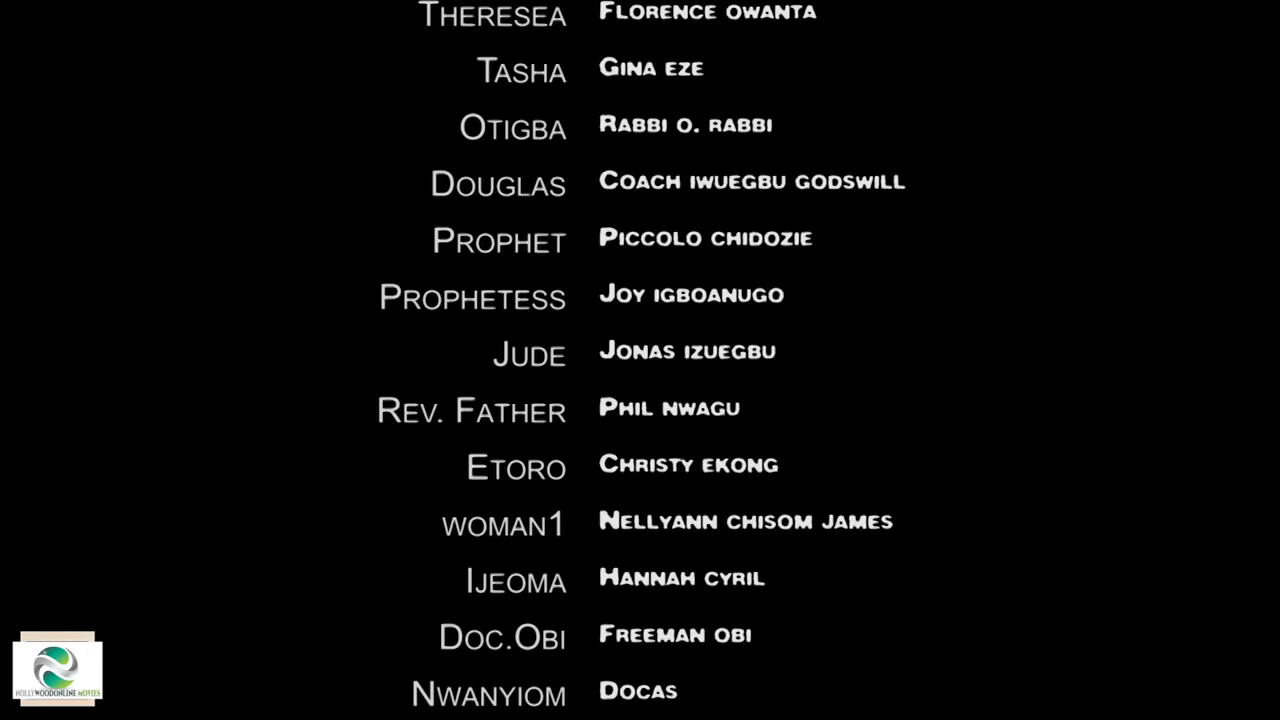 Theresea Florence owanta
Tasha Gina eze
Otigba Rabbi o. rabbi
Douglas Coach iwuegbu godswill
Prophet Piccolo chidozie
Prophetess Joy igboanugo
Jude Jonas izuegbu
Rev. Father Phil nwagu
Etoro Christy ekong
woman1 Nellyann chisom james
Ijeoma Hannah cyril
Doc.Obi Freeman obi
Nwanyiom Docas
NOLLYWOODONLINE MOVIES